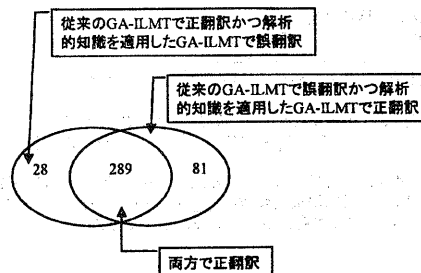 従来のGA-ILMTで正翻訳かつ解析
的知識を適用したGA-ILMTで誤翻訳
従来のGA-ILMTで誤翻訳かつ解析
的知識を適用したGA-ILMTで正翻訳
28
289
81
両方で正翻訳